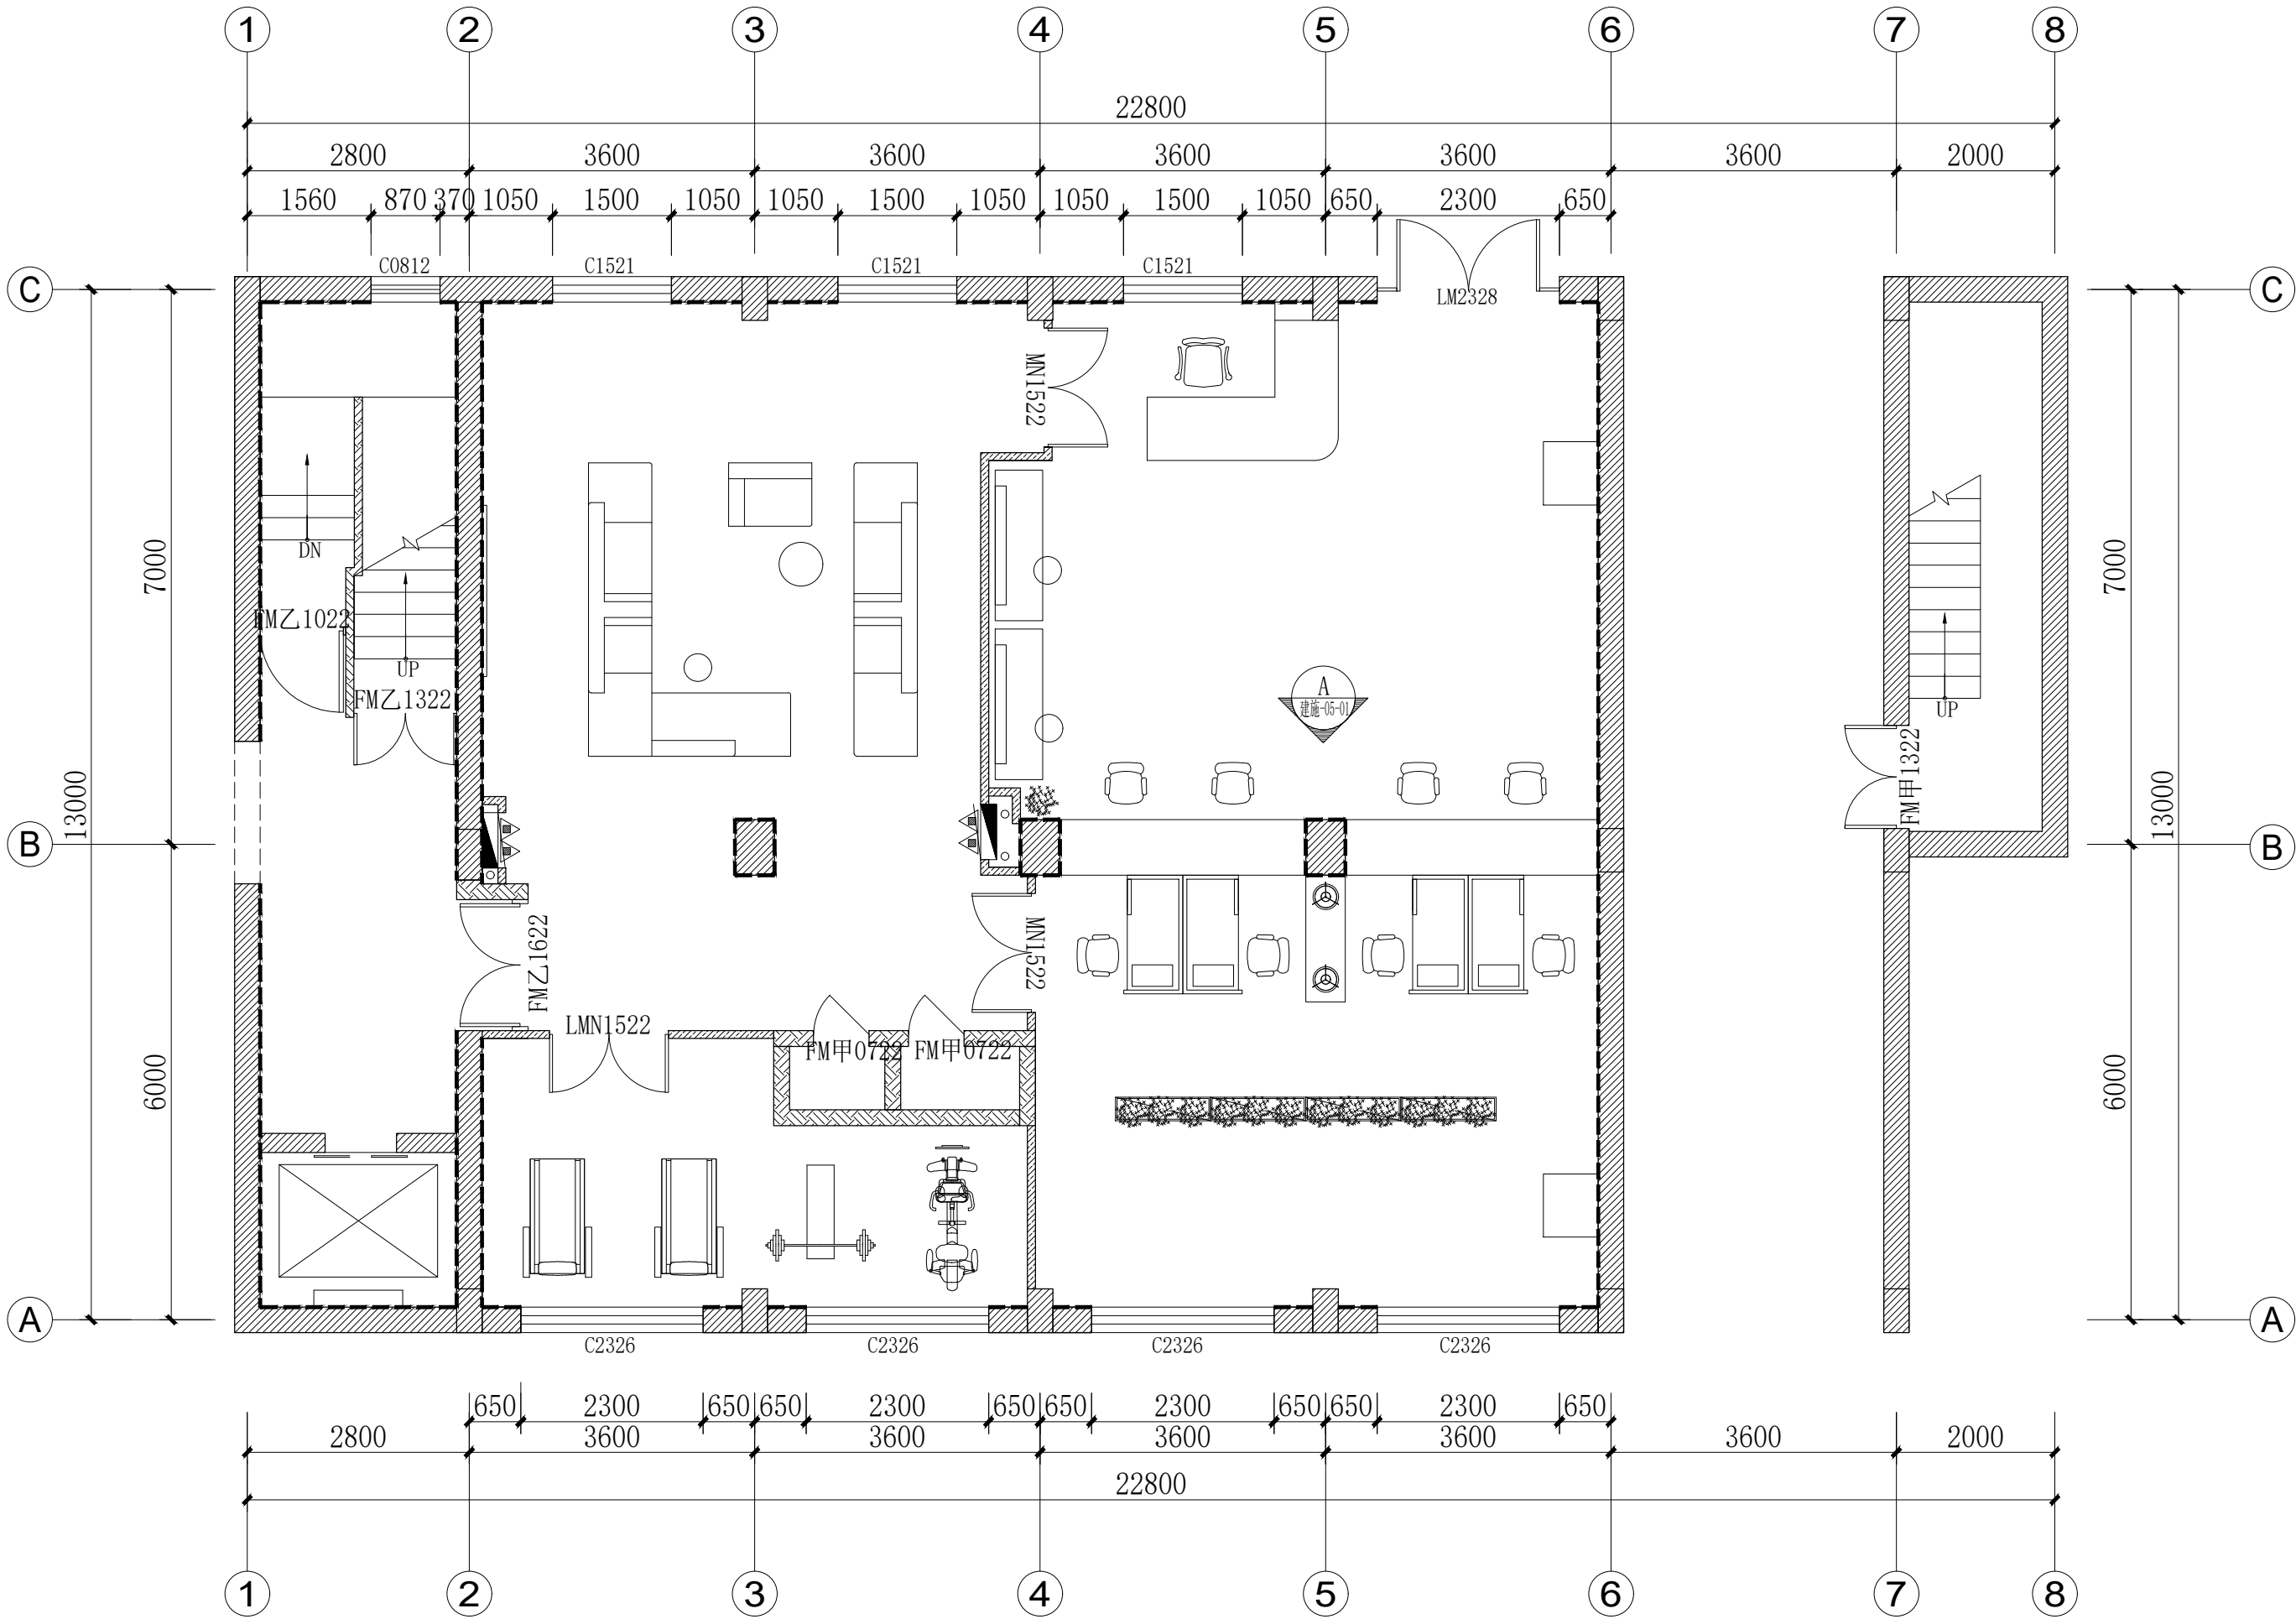 1 2 3 4 5 6 7 8
22800
2800 3600 3600 3600 3600 3600 2000
1560 870 370 1050 1500 1050 1050 1500 1050 1050 1500 1050 650 2300 650
C0812 C1521 C1521 C1521
LM2328
C C
MN1522
DN
7000 7000
FM乙1022
UP
FM乙1322
A
建施-05-01
UP
FM甲1322
13000 13000
B B
FM乙1622
MN1522
LMN1522
FM甲0722 FM甲0722
6000 6000
A A
C2326 C2326 C2326 C2326
650 2300 650 650 2300 650 650 2300 650 650 2300 650
2800 3600 3600 3600 3600 3600 2000
22800
1 2 3 4 5 6 7 8